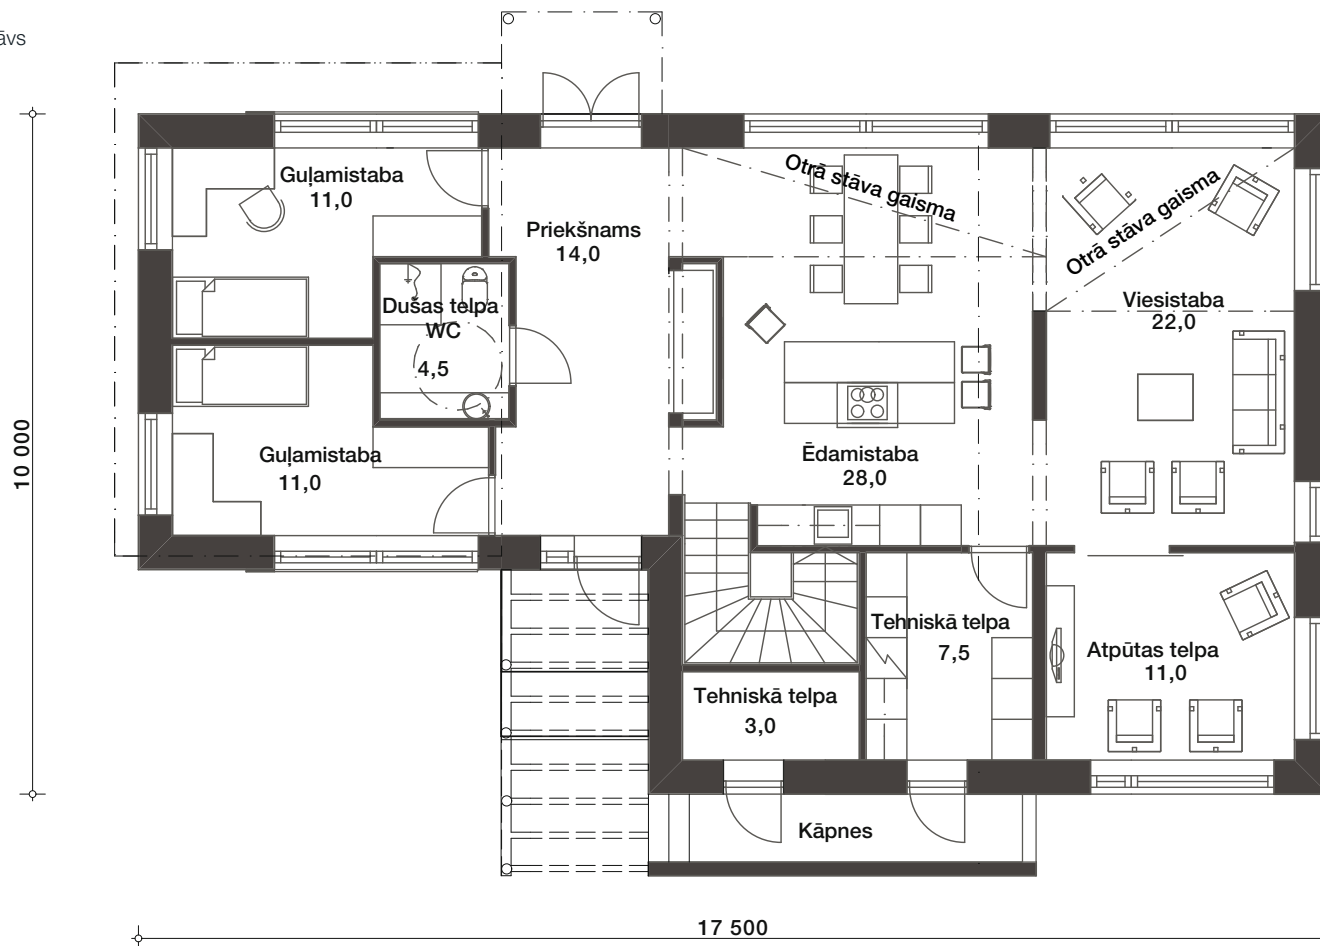 āvs
Guļamistaba
11,0
Priekšnams
14,0
Otrā stāva gaisma
Otrā stāva gaisma
Dušas telpa
WC
4,5
Viesistaba
22,0
Guļamistaba
11,0
Ēdamistaba
28,0
10 000
Tehniskā telpa
7,5
Atpūtas telpa
11,0
Tehniskā telpa
3,0
Kāpnes
17 500